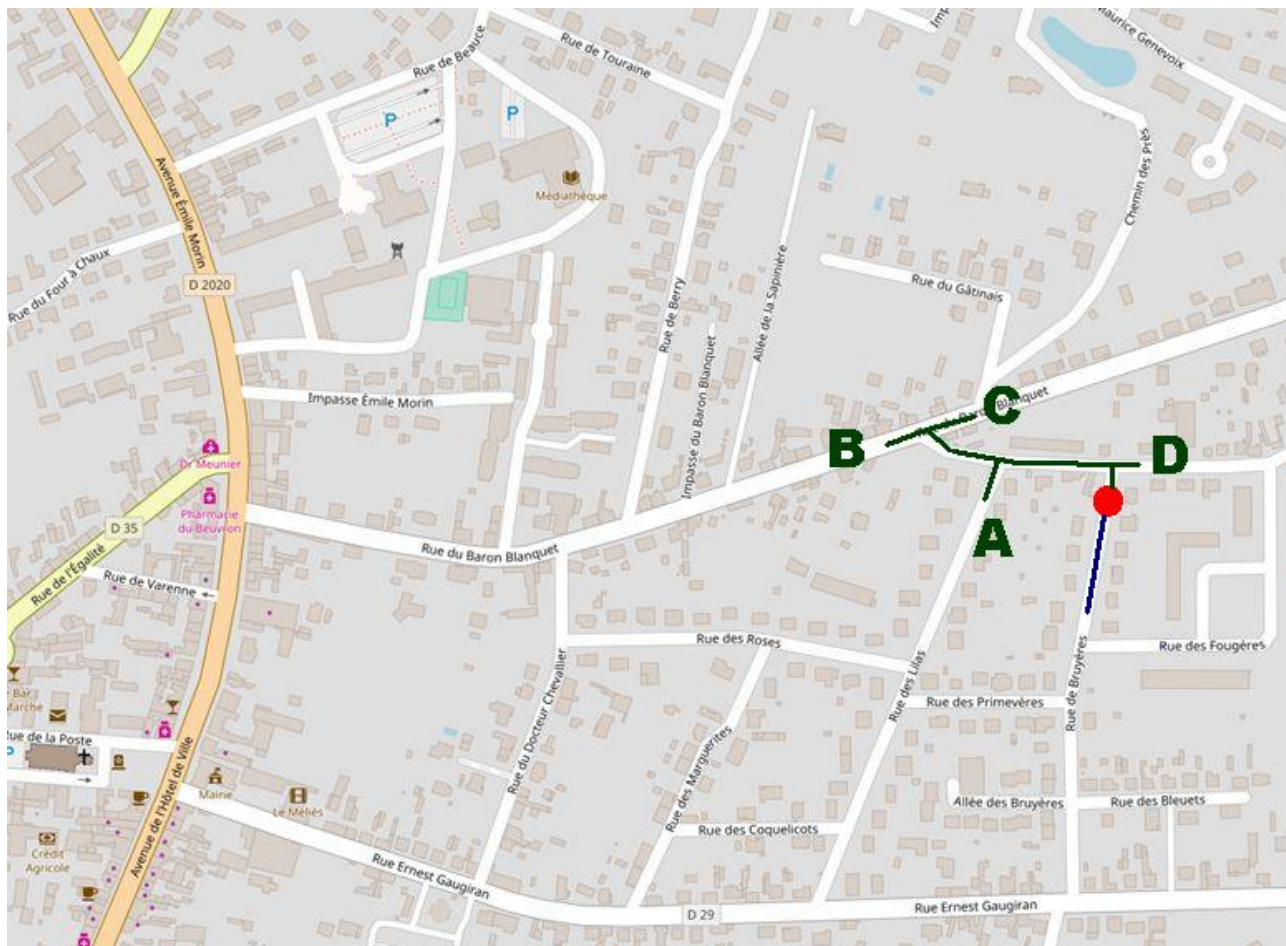 Rue de Beauce
Rue de Touraine
Maurice Genevoix
P
P
Médiathèque
Avenue Émile Morin
Chemin des Prés
Rue du Four à Chaux
D 2020
Rue du Gâtinais
Rue de Berry
Allée de la Sapinière
Impasse du Baron Blanquet
Impasse Émile Morin
Baron Blanquet
C
B
D
A
Dr Meunier
Pharmacie
du Beuvron
D 35
Rue de l'Égalité
Rue de Varenne
Rue du Baron Blanquet
Rue des Roses
Rue des Fougères
Rue des Lilas
Rue de Bruyères
Rue des Primevères
Rue du Docteur Chevallier
Rue des Marguerites
Bar
Marché
Rue de la Poste
P
Mairie
Le Méliès
Allée des Bruyères
Rue des Bleuets
Rue des Coquelicots
Crédit
Agricole
Avenue de l'Hôtel de Ville
Rue Ernest Gaugiran
D 29
Rue Ernest Gaugiran